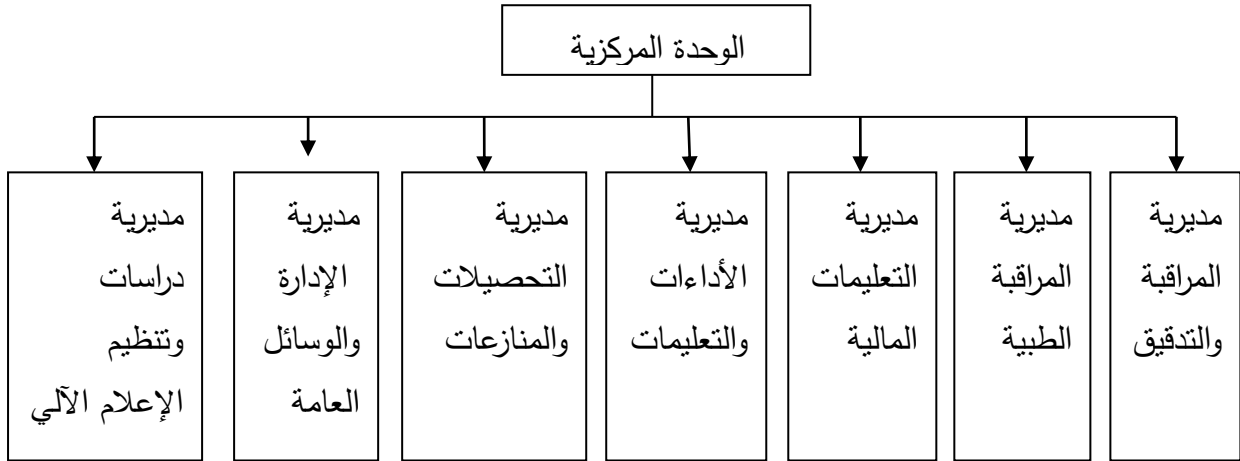 الوحدة المركزية
مديرية
المراقبة
والتدقيق
مديرية
المراقبة
الطبية
مديرية
التعليمات
المالية
مديرية
الأداءات
والتعليمات
مديرية
التحصيلات
والمنازعات
مديرية
الإدارة
والوسائل
العامة
مديرية
دراسات
وتنظيم
الإعلام الآلي